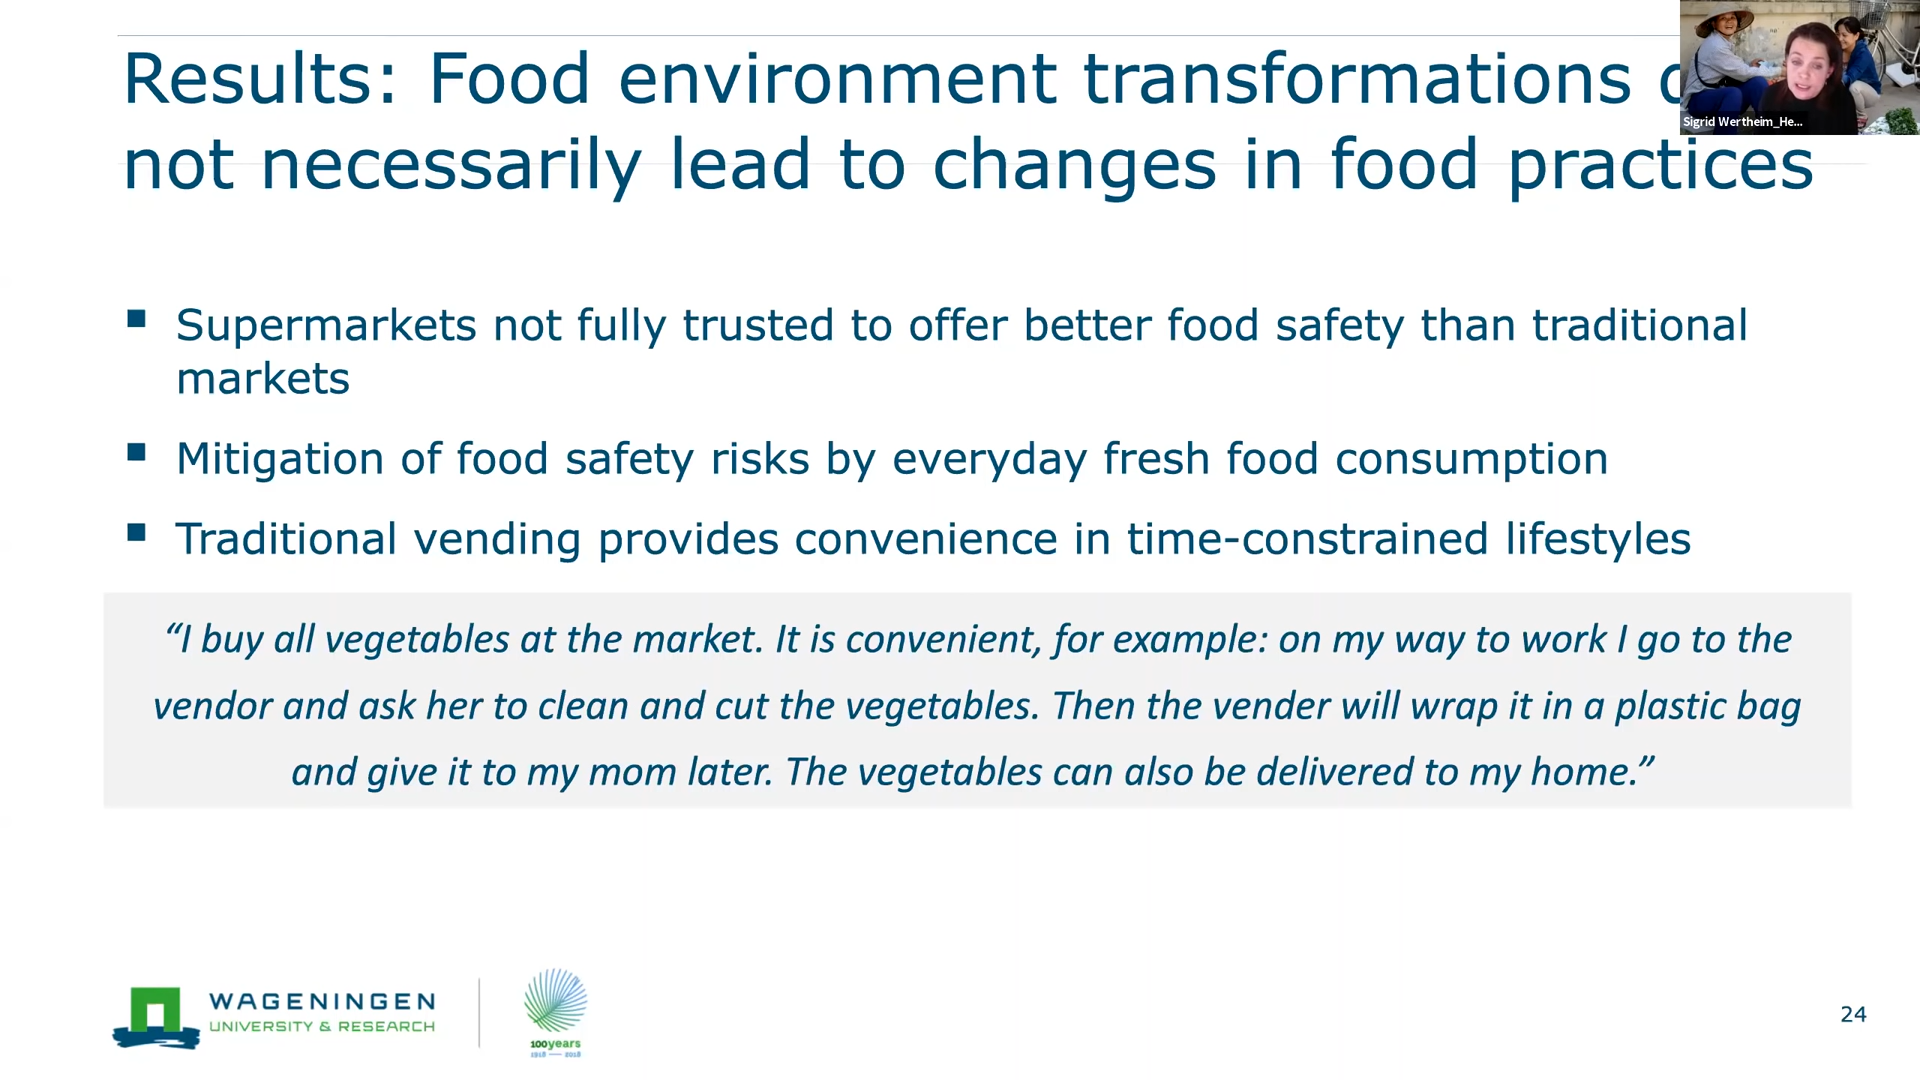 Results: Food environment transformations
not necessarily lead to changes in food practices
Sigrid Wertheim_He...
Supermarkets not fully trusted to offer better food safety than traditional
markets
Mitigation of food safety risks by everyday fresh food consumption
Traditional vending provides convenience in time-constrained lifestyles
“I buy all vegetables at the market. It is convenient, for example: on my way to work I go to the
vendor and ask her to clean and cut the vegetables. Then the vender will wrap it in a plastic bag
and give it to my mom later. The vegetables can also be delivered to my home.”
WAGENINGEN
UNIVERSITY & RESEARCH
100years
1918 — 2018
24